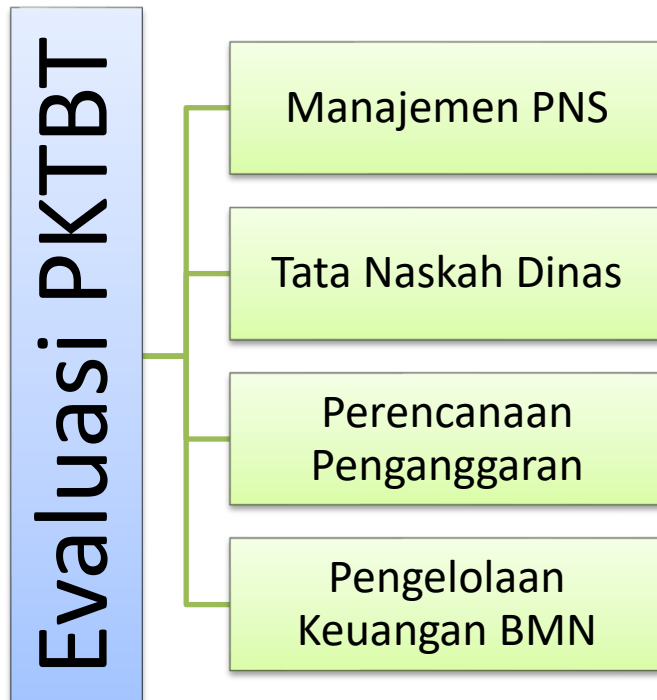 Evaluasi PKTBT
Manajemen PNS
Tata Naskah Dinas
Perencanaan
Penganggaran
Pengelolaan
Keuangan BMN